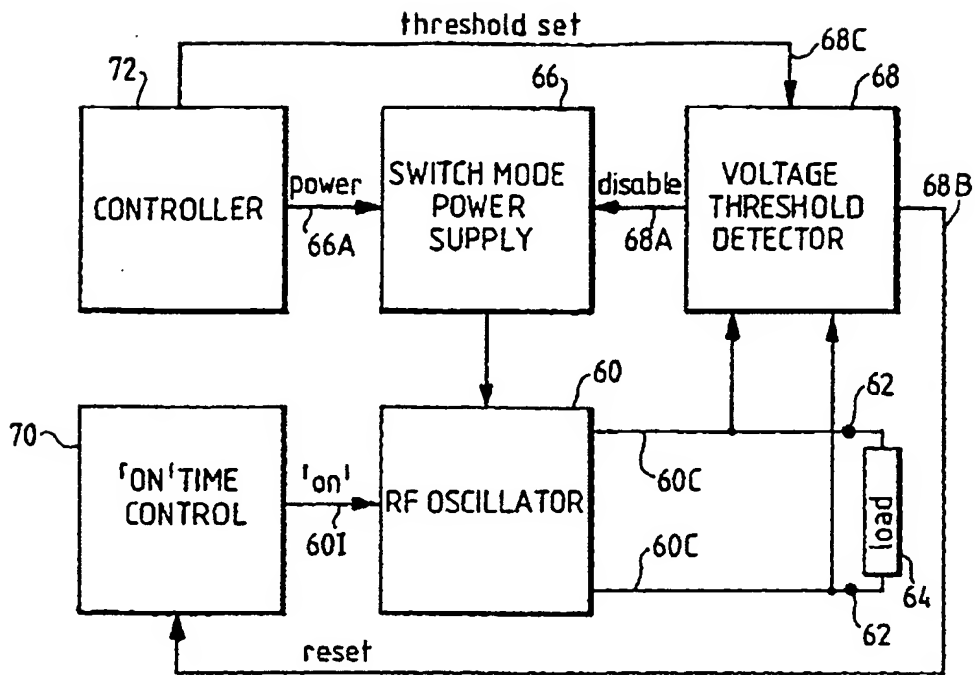 threshold set
72
66
68C
68
CONTROLLER
power
66A
SWITCH MODE
POWER
SUPPLY
disable
68A
VOLTAGE
THRESHOLD
DETECTOR
68B
60
62
70
'ON' TIME
CONTROL
'on'
60I
RF OSCILLATOR
60C
60C
load
64
62
reset